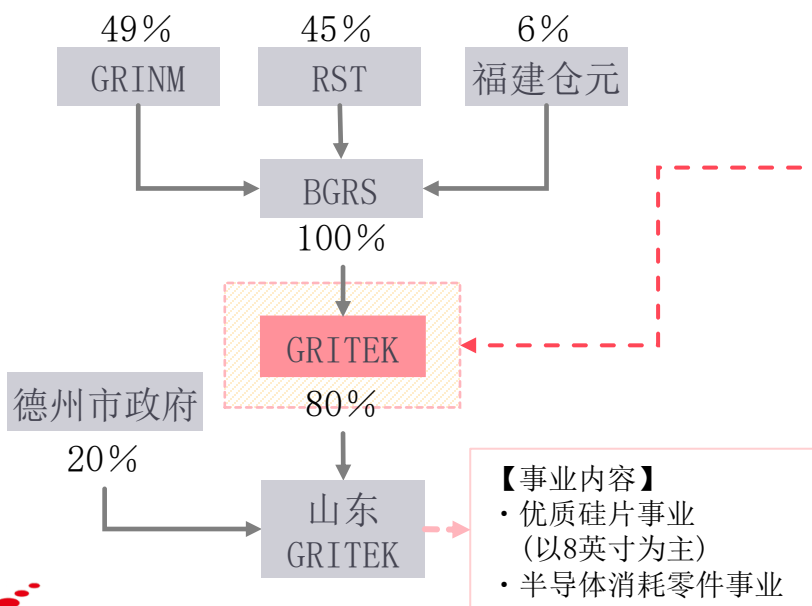 49% 45% 6%
GRINM RST 福建仓元
BGRS
100%
GRITEK
80%
德州市政府
20%
山东
GRITEK
【事业内容】
・优质硅片事业
(以8英寸为主)
・半导体消耗零件事业